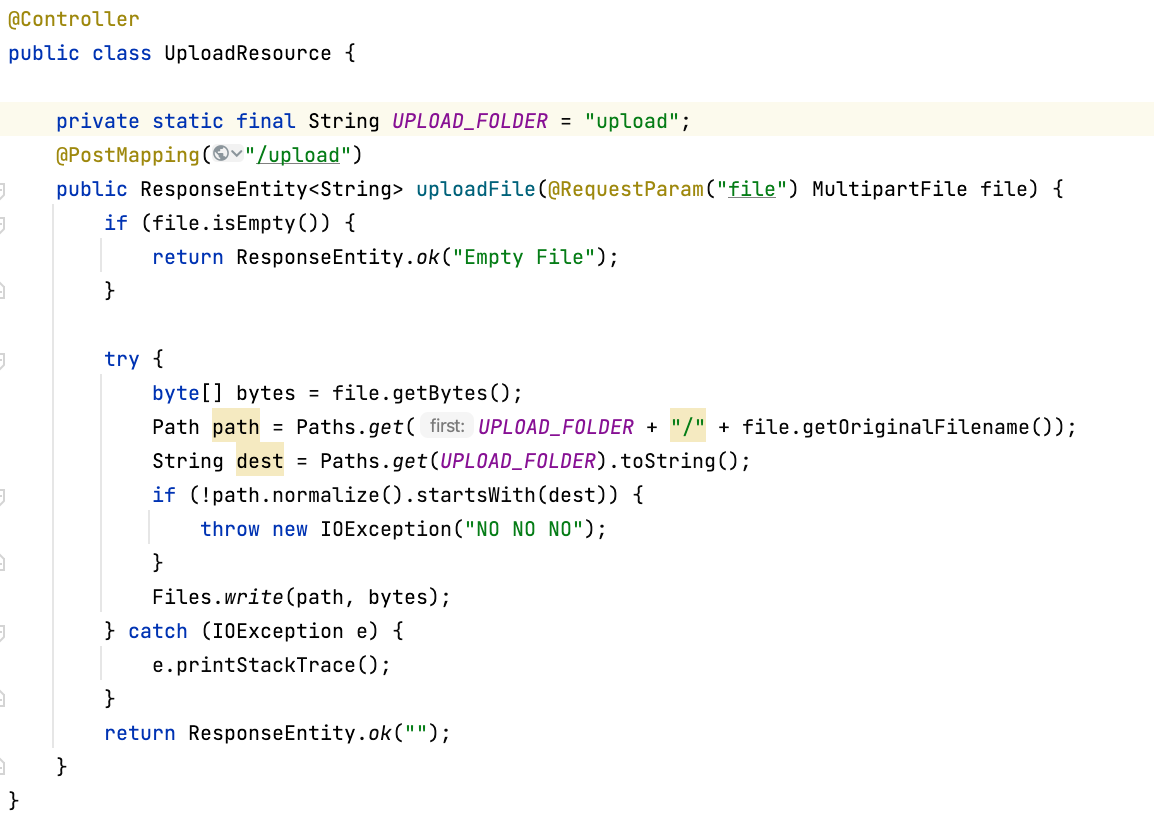 @Controller
public class UploadResource {
private static final String UPLOAD_FOLDER = "upload";
@PostMapping("/upload")
public ResponseEntity<String> uploadFile(@RequestParam("file") MultipartFile file) {
if (file.isEmpty()) {
return ResponseEntity.ok("Empty File");
}
try {
byte[] bytes = file.getBytes();
Path path = Paths.get( first: UPLOAD_FOLDER + "/" + file.getOriginalFilename());
String dest = Paths.get(UPLOAD_FOLDER).toString();
if (!path.normalize().startsWith(dest)) {
throw new IOException("NO NO NO");
}
Files.write(path, bytes);
} catch (IOException e) {
e.printStackTrace();
}
return ResponseEntity.ok("");
}
}